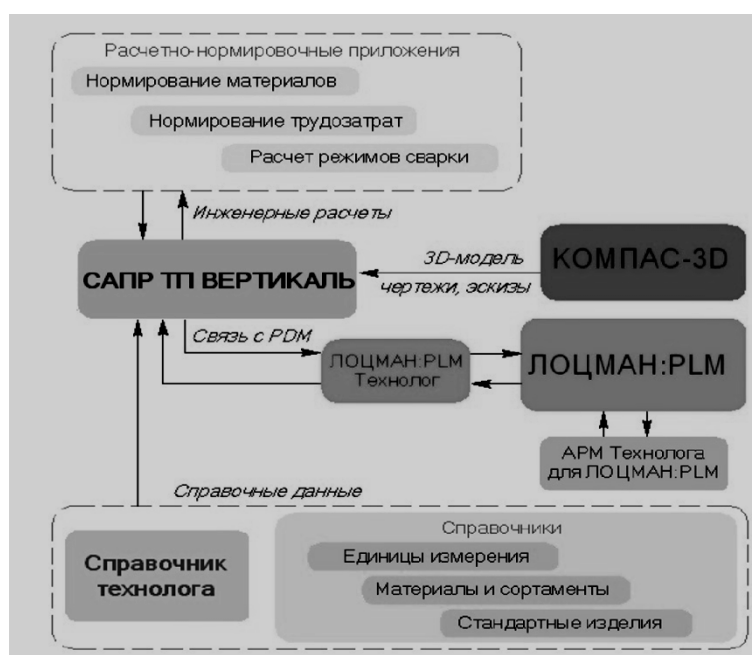 Расчетно-нормировочные приложения
Нормирование материалов
Нормирование трудозатрат
Расчет режимов сварки
Инженерные расчеты
САПР ТП ВЕРТИКАЛЬ
3D-модель
чертежи, эскизы
КОМПАС-3D
Связь с PDM
ЛОЦМАН:PLM
Технолог
ЛОЦМАН:PLM
АРМ Технолога
для ЛОЦМАН:PLM
Справочные данные
Справочник
технолога
Справочники
Единицы измерения
Материалы и сортаменты
Стандартные изделия